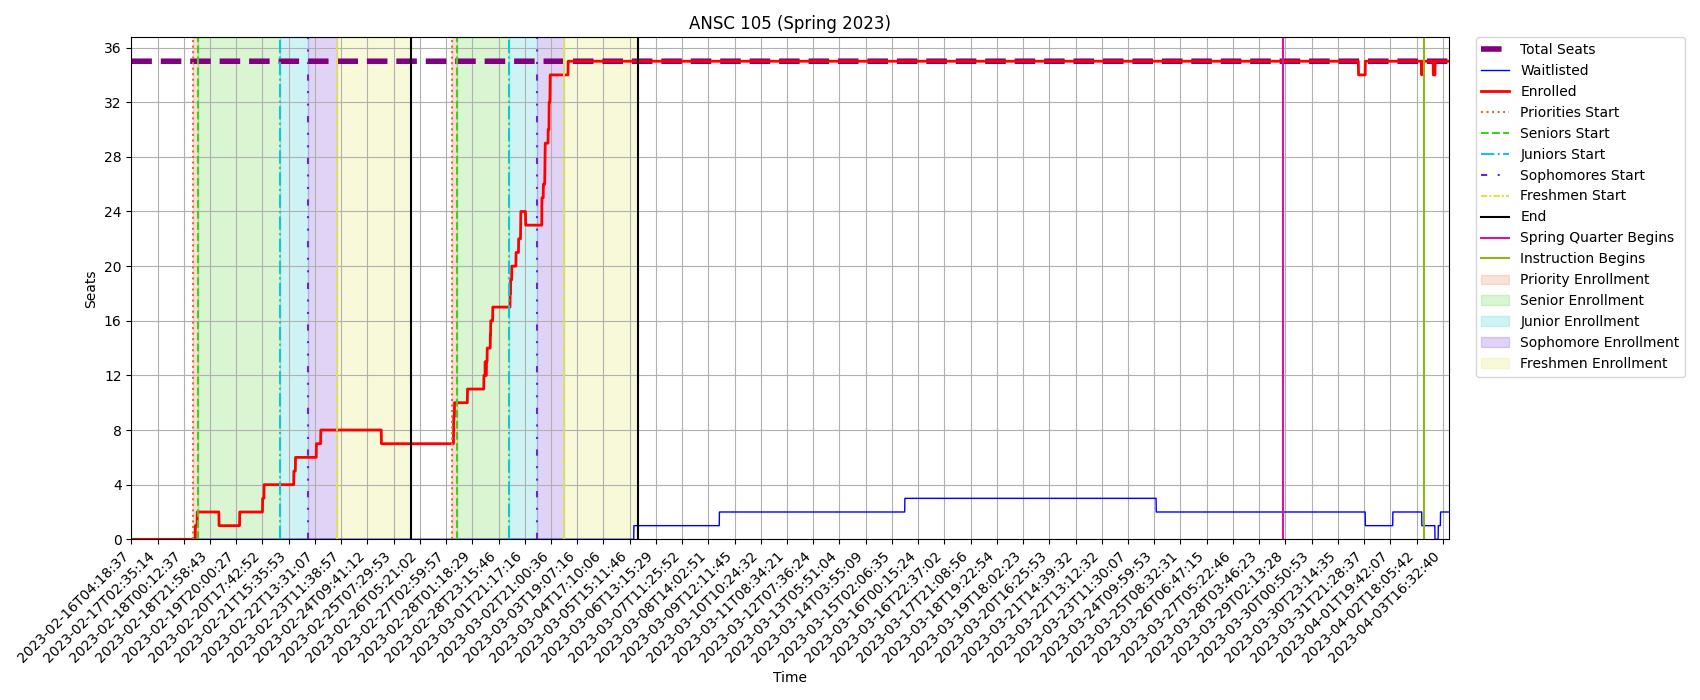 ANSC 105 (Spring 2023)
36
32
28
24
20
16
12
8
4
0
Seats
2023-02-16T04:18:37
2023-02-17T02:35:14
2023-02-18T00:12:37
2023-02-18T21:58:43
2023-02-19T20:00:27
2023-02-20T17:42:52
2023-02-21T15:35:53
2023-02-22T13:31:07
2023-02-23T11:38:57
2023-02-24T09:41:12
2023-02-25T07:29:53
2023-02-26T05:21:02
2023-02-27T02:59:57
2023-02-28T01:18:29
2023-02-28T23:15:46
2023-03-01T21:17:16
2023-03-02T21:00:36
2023-03-03T19:07:16
2023-03-04T17:10:06
2023-03-05T15:11:46
2023-03-06T13:15:29
2023-03-07T11:25:52
2023-03-08T14:02:51
2023-03-09T12:11:45
2023-03-10T10:24:32
2023-03-11T08:34:21
2023-03-12T07:36:24
2023-03-13T05:51:04
2023-03-14T03:55:09
2023-03-15T02:06:35
2023-03-16T00:15:24
2023-03-16T22:37:02
2023-03-17T21:08:56
2023-03-18T19:22:54
2023-03-19T18:02:23
2023-03-20T16:25:53
2023-03-21T14:39:32
2023-03-22T13:12:32
2023-03-23T11:30:07
2023-03-24T09:59:53
2023-03-25T08:32:31
2023-03-26T06:47:15
2023-03-27T05:22:46
2023-03-28T03:46:23
2023-03-29T02:13:28
2023-03-30T00:50:53
2023-03-30T23:14:35
2023-03-31T21:28:37
2023-04-01T19:42:07
2023-04-02T18:05:42
2023-04-03T16:32:40
Time
Total Seats
Waitlisted
Enrolled
Priorities Start
Seniors Start
Juniors Start
Sophomores Start
Freshmen Start
End
Spring Quarter Begins
Instruction Begins
Priority Enrollment
Senior Enrollment
Junior Enrollment
Sophomore Enrollment
Freshmen Enrollment